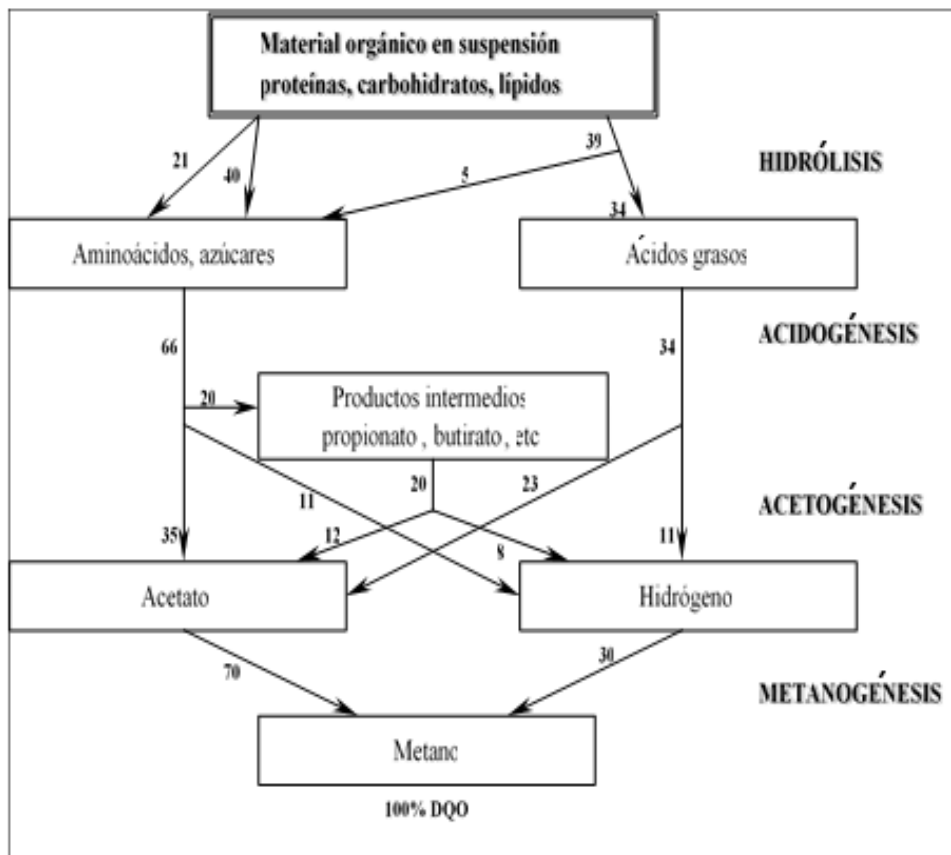 Material orgánico en suspensión
proteínas, carbohidratos, lípidos
21
40
5
39
HIDRÓLISIS
34
Aminoácidos, azúcares
Ácidos grasos
ACIDOGÉNESIS
66
34
20
Productos intermedios
propionato , butirato , etc
20
11
23
ACETOGÉNESIS
35
12
8
11
Acetato
Hidrógeno
70
30
METANOGÉNESIS
Metano
100% DQO